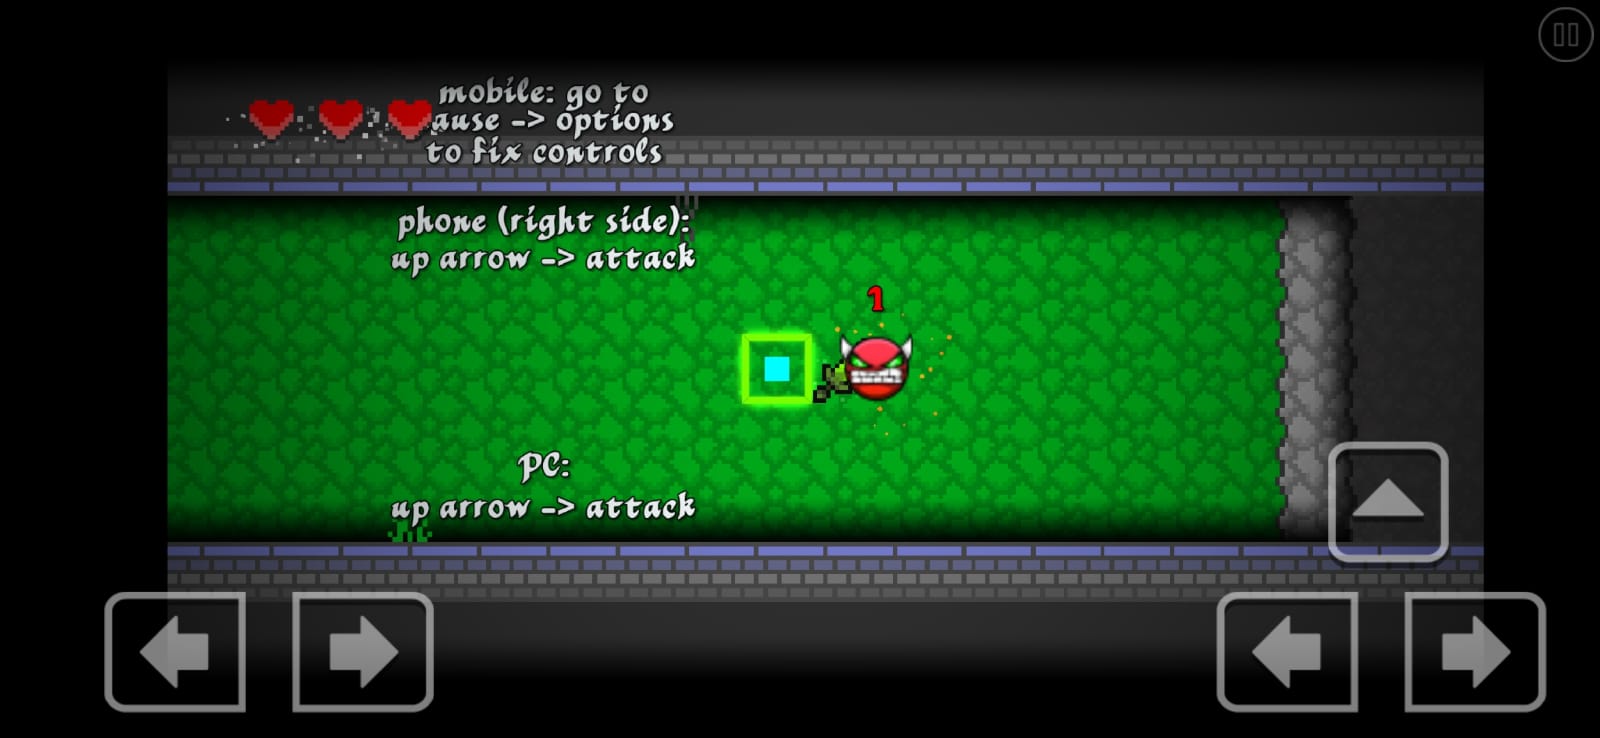 mobile: go to
ause -> options
to fix controls
phone (right side):
up arrow -> attack
1
PC:
up arrow -> attack